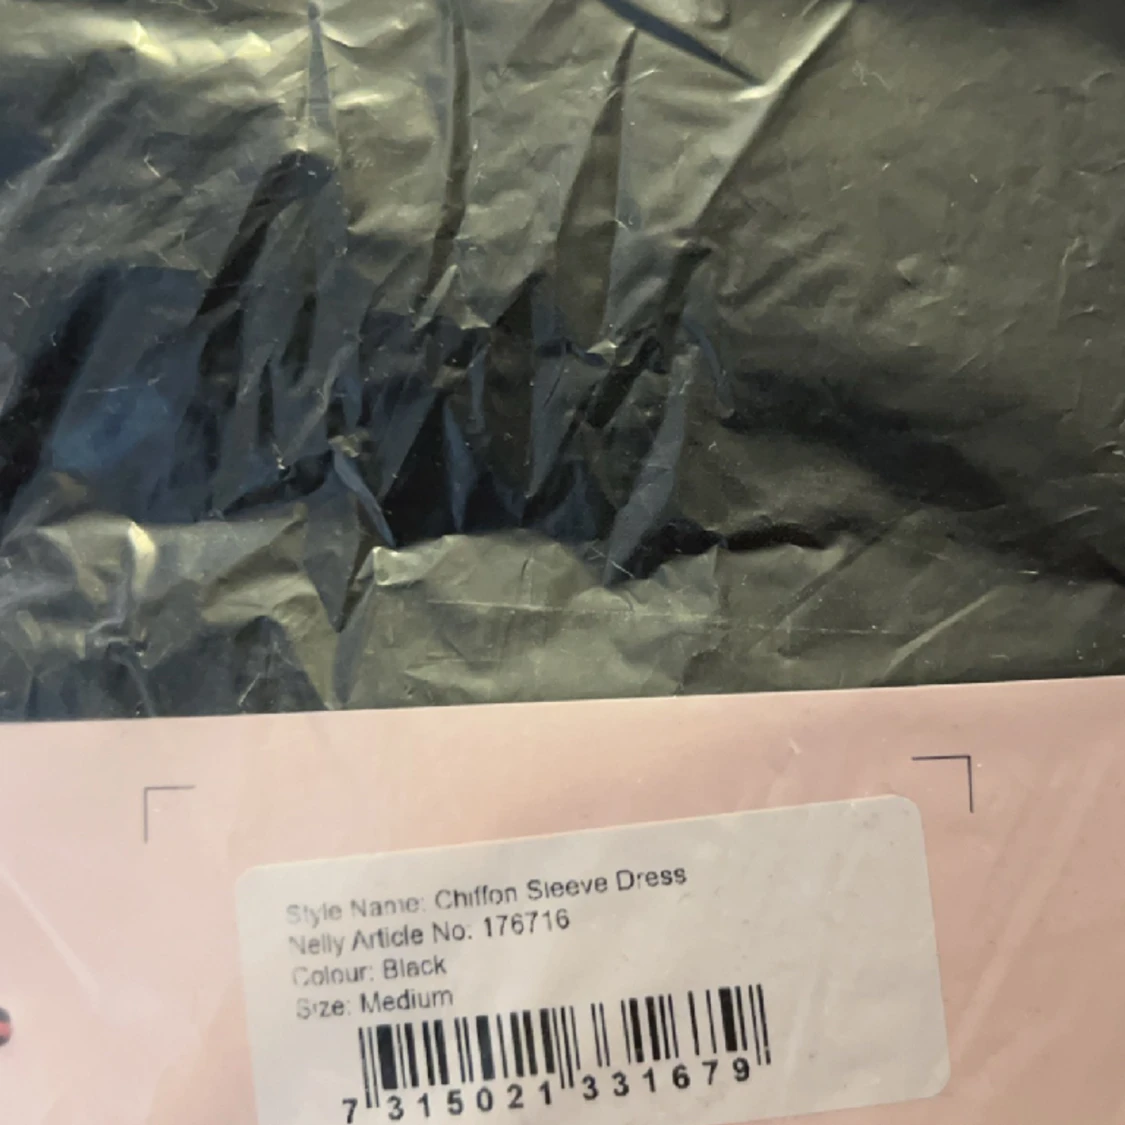 Style Name: Chiffon Sleeve Dress
Nelly Article No: 176716
Colour: Black
Size: Medium
7 315021 331679